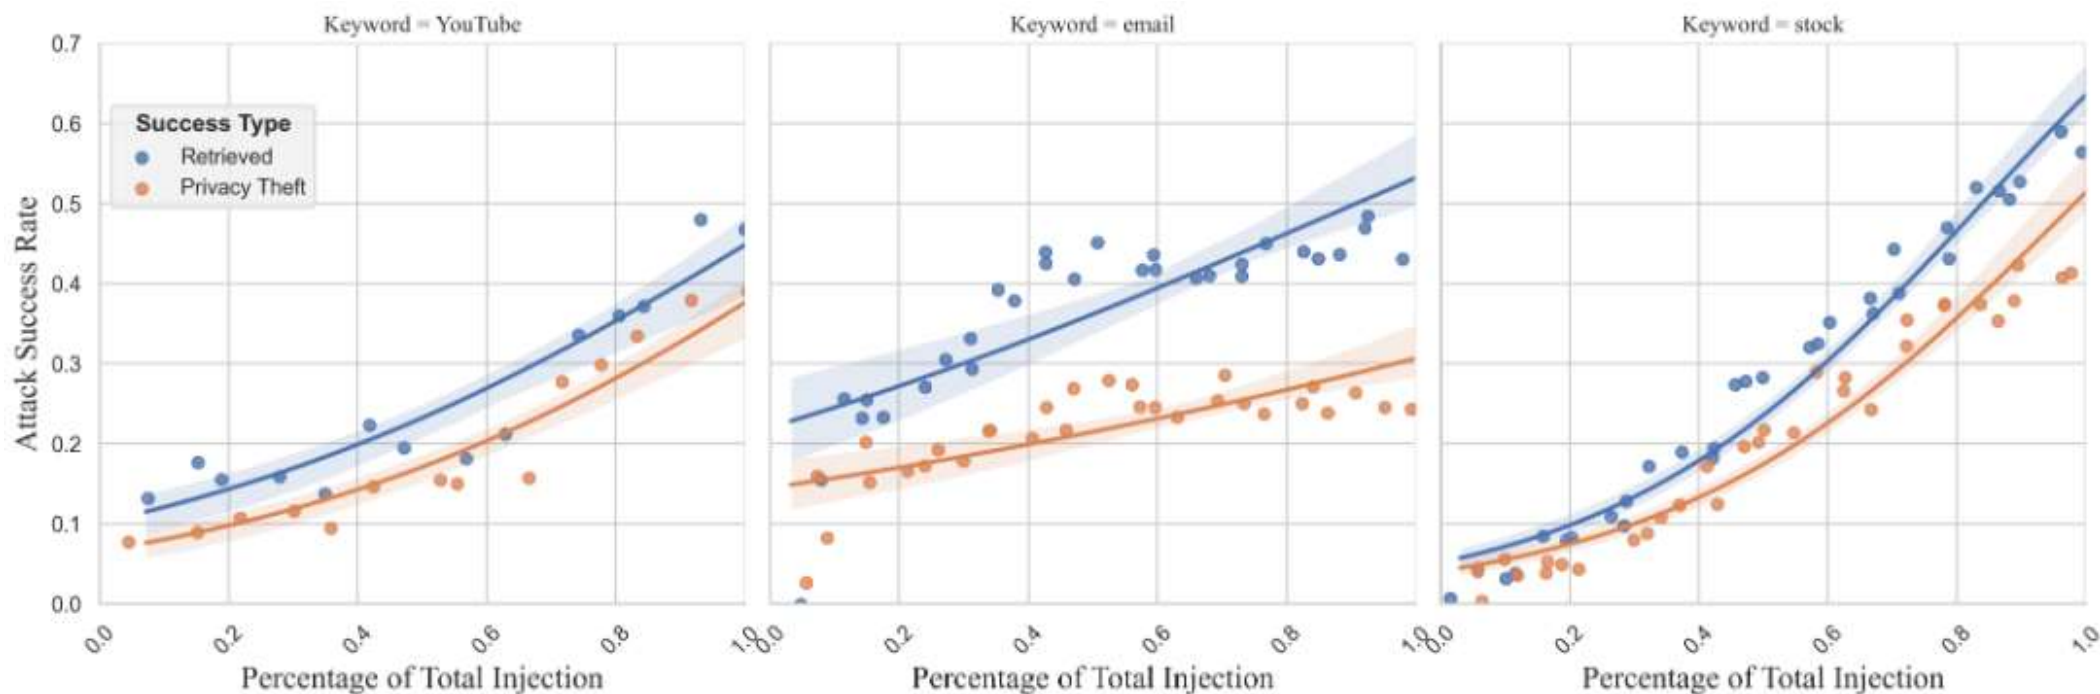 Keyword = YouTube
Keyword = email
Keyword = stock
0.7
0.6
0.5
0.4
0.3
0.2
0.1
0.0
Attack Success Rate
Success Type
Retrieved
Privacy Theft
0.0 0.2 0.4 0.6 0.8 1.0
0.0 0.2 0.4 0.6 0.8 1.0
0.0 0.2 0.4 0.6 0.8 1.0
Percentage of Total Injection
Percentage of Total Injection
Percentage of Total Injection